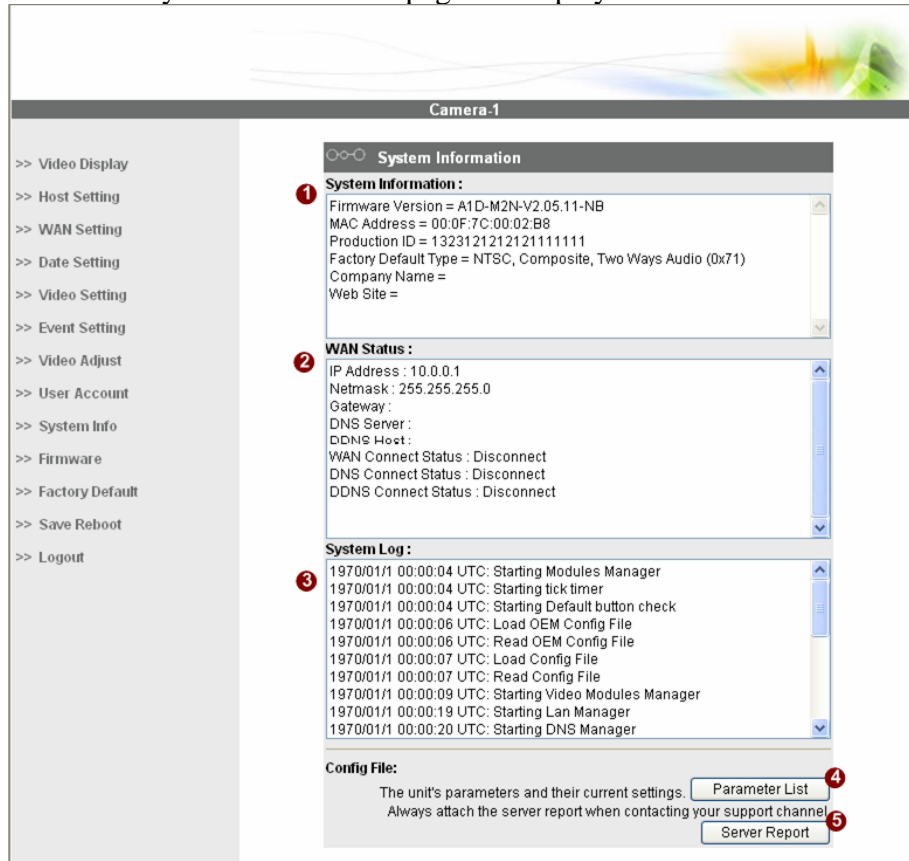 Camera-1
>> Video Display
>> Host Setting
>> WAN Setting
>> Date Setting
>> Video Setting
>> Event Setting
>> Video Adjust
>> User Account
>> System Info
>> Firmware
>> Factory Default
>> Save Reboot
>> Logout
System Information
1
System Information :
Firmware Version = A1D-M2N-V2.05.11-NB
MAC Address = 00:0F:7C:00:02:B8
Production ID = 1323121212121111111
Factory Default Type = NTSC, Composite, Two Ways Audio (0x71)
Company Name =
Web Site =
2
WAN Status :
IP Address : 10.0.0.1
Netmask : 255.255.255.0
Gateway :
DNS Server :
DDNS Host :
WAN Connect Status : Disconnect
DNS Connect Status : Disconnect
DDNS Connect Status : Disconnect
3
System Log :
1970/01/1 00:00:04 UTC: Starting Modules Manager
1970/01/1 00:00:04 UTC: Starting tick timer
1970/01/1 00:00:04 UTC: Starting Default button check
1970/01/1 00:00:06 UTC: Load OEM Config File
1970/01/1 00:00:06 UTC: Read OEM Config File
1970/01/1 00:00:07 UTC: Load Config File
1970/01/1 00:00:07 UTC: Read Config File
1970/01/1 00:00:09 UTC: Starting Video Modules Manager
1970/01/1 00:00:19 UTC: Starting Lan Manager
1970/01/1 00:00:20 UTC: Starting DNS Manager
Config File:
The unit's parameters and their current settings. Parameter List
4
Always attach the server report when contacting your support channel
5
Server Report